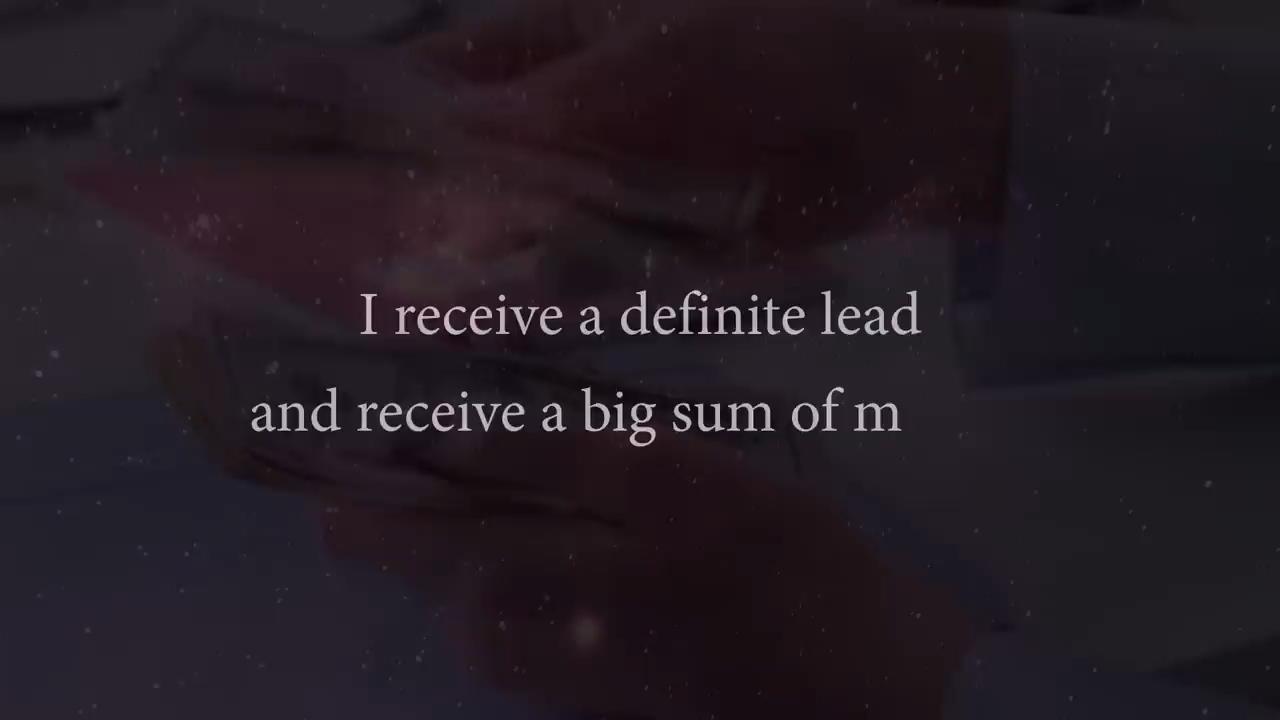 I receive a definite lead
and receive a big sum of m